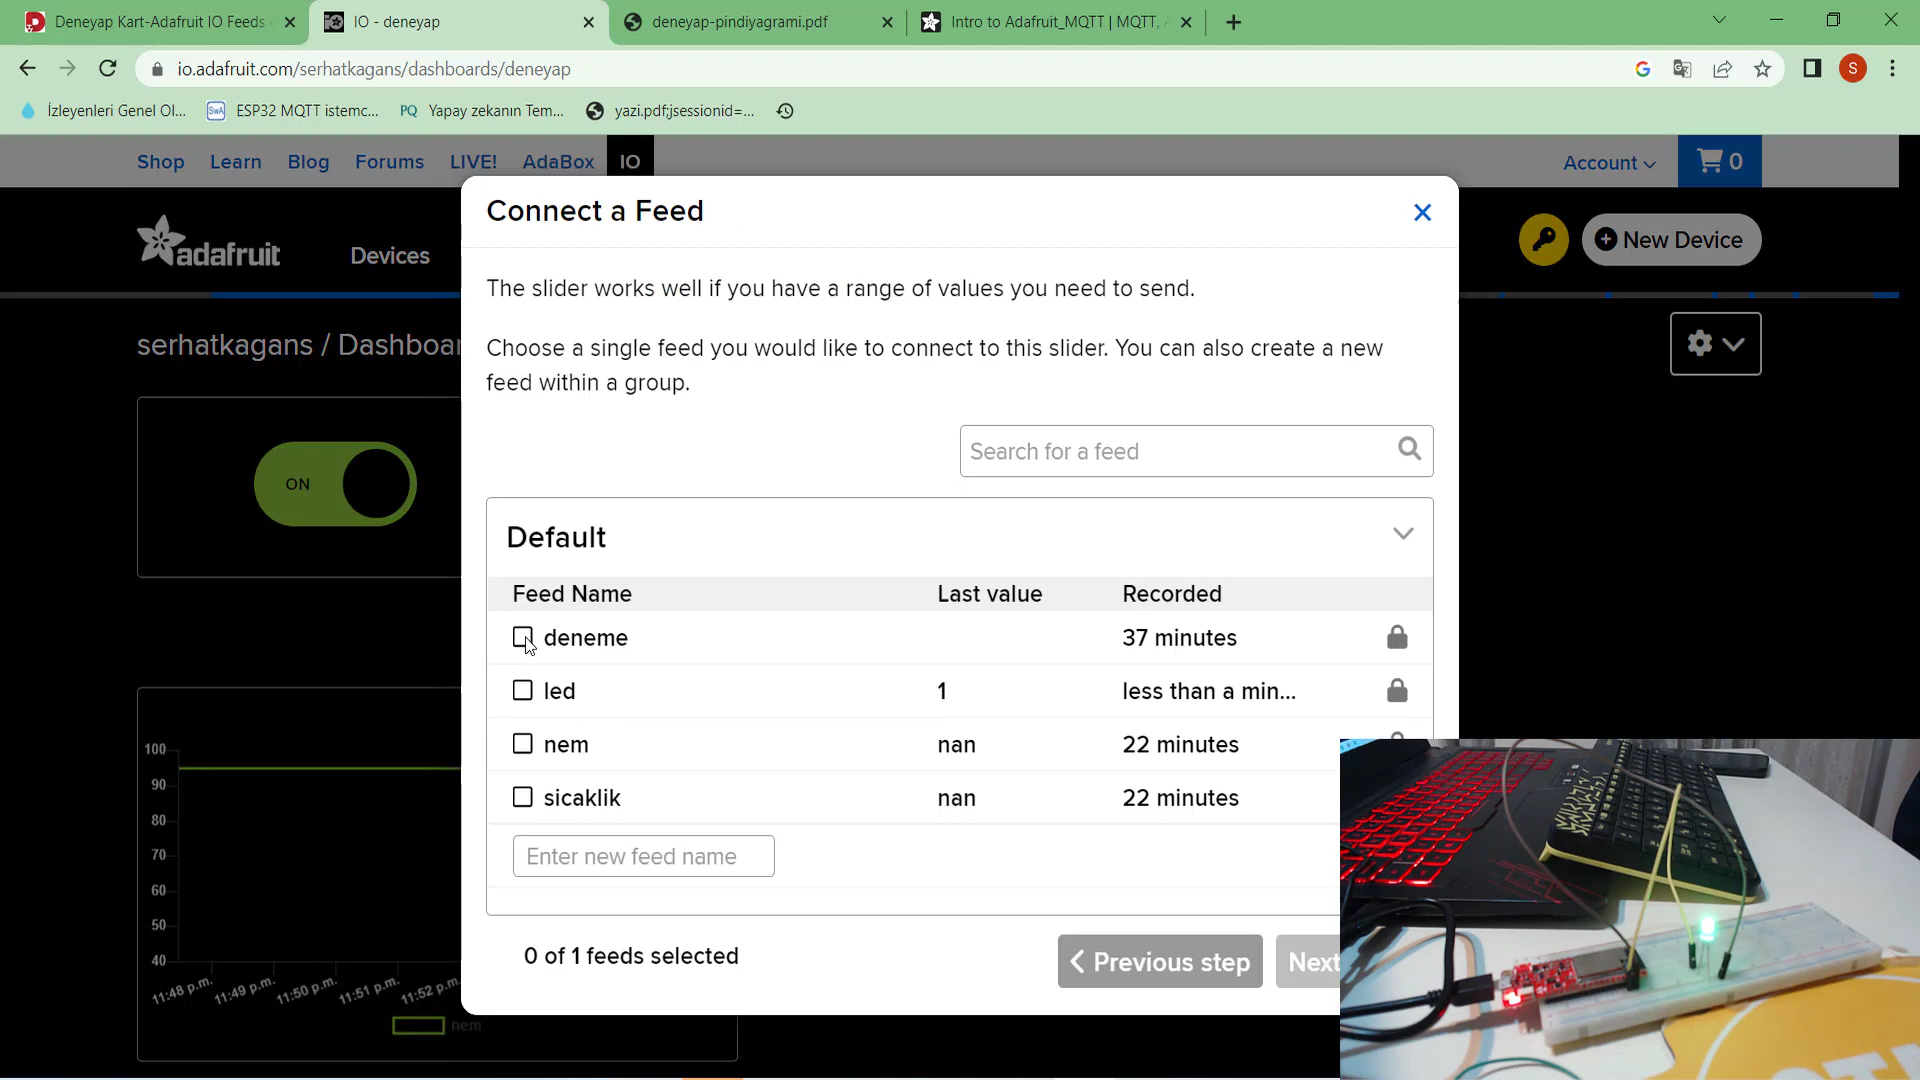 Deneyap Kart-Adafruit IO Feeds
IO - deneyap
deneyap-pindiyagrami.pdf
Intro to Adafruit_MQTT | MQTT,
S
io.adafruit.com/serhatkagans/dashboards/deneyap
İzleyenleri Genel Ol...
SwA
ESP32 MQTT istemc...
PQ
Yapay zekanın Tem...
yazi.pdf;jsessionid=...
Shop
Learn
Blog
Forums
LIVE!
AdaBox
IO
Account
0
adafruit
Devices
New Device
serhatkagans / Dashboar
ON
Connect a Feed
The slider works well if you have a range of values you need to send.
Choose a single feed you would like to connect to this slider. You can also create a new
feed within a group.
Search for a feed
Default
Feed Name
Last value
Recorded
deneme
37 minutes
led
1
less than a min...
nem
nan
22 minutes
sicaklik
nan
22 minutes
Enter new feed name
0 of 1 feeds selected
Previous step
Next
100
90
80
70
60
50
40
11:48 p.m.
11:49 p.m.
11:50 p.m.
11:51 p.m.
11:52 p.m.
nem